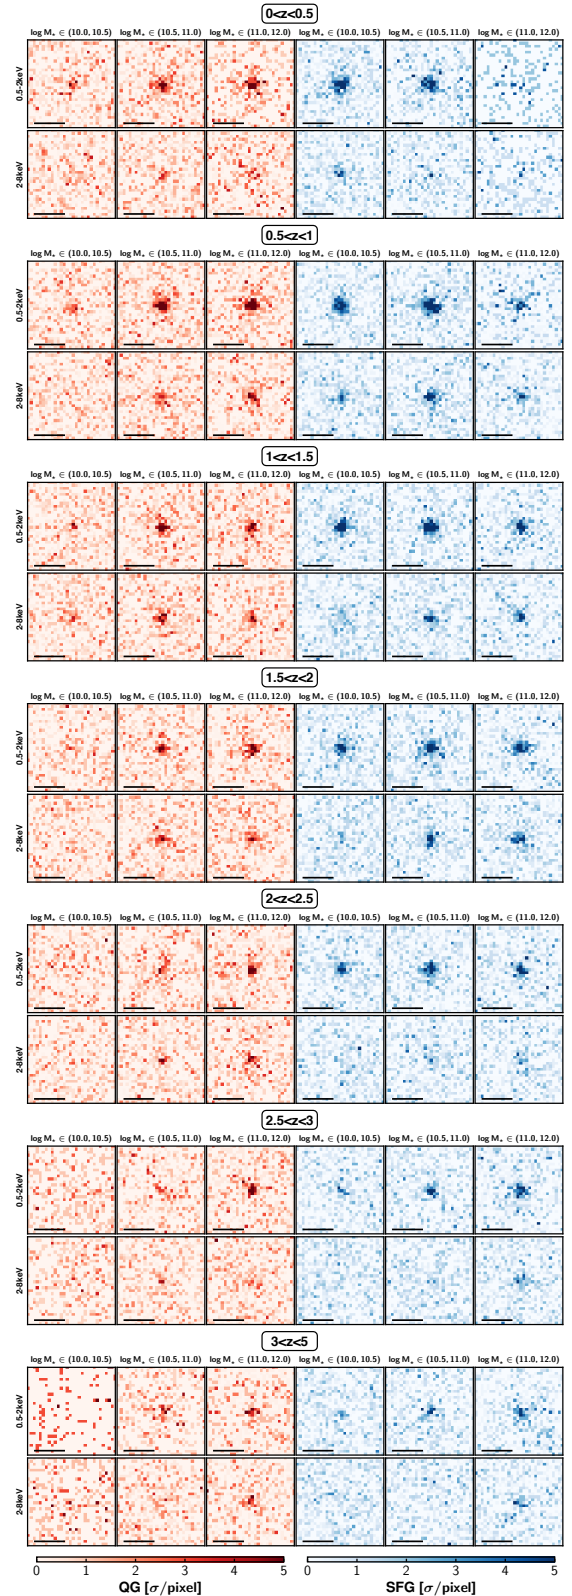 0<z<0.5
log M⋆ ∈ (10.0, 10.5) log M⋆ ∈ (10.5, 11.0) log M⋆ ∈ (11.0, 12.0) log M⋆ ∈ (10.0, 10.5) log M⋆ ∈ (10.5, 11.0) log M⋆ ∈ (11.0, 12.0)
0.5-2keV
2-8keV
0.5<z<1
log M⋆ ∈ (10.0, 10.5) log M⋆ ∈ (10.5, 11.0) log M⋆ ∈ (11.0, 12.0) log M⋆ ∈ (10.0, 10.5) log M⋆ ∈ (10.5, 11.0) log M⋆ ∈ (11.0, 12.0)
0.5-2keV
2-8keV
1<z<1.5
log M⋆ ∈ (10.0, 10.5) log M⋆ ∈ (10.5, 11.0) log M⋆ ∈ (11.0, 12.0) log M⋆ ∈ (10.0, 10.5) log M⋆ ∈ (10.5, 11.0) log M⋆ ∈ (11.0, 12.0)
0.5-2keV
2-8keV
1.5<z<2
log M⋆ ∈ (10.0, 10.5) log M⋆ ∈ (10.5, 11.0) log M⋆ ∈ (11.0, 12.0) log M⋆ ∈ (10.0, 10.5) log M⋆ ∈ (10.5, 11.0) log M⋆ ∈ (11.0, 12.0)
0.5-2keV
2-8keV
2<z<2.5
log M⋆ ∈ (10.0, 10.5) log M⋆ ∈ (10.5, 11.0) log M⋆ ∈ (11.0, 12.0) log M⋆ ∈ (10.0, 10.5) log M⋆ ∈ (10.5, 11.0) log M⋆ ∈ (11.0, 12.0)
0.5-2keV
2-8keV
2.5<z<3
log M⋆ ∈ (10.0, 10.5) log M⋆ ∈ (10.5, 11.0) log M⋆ ∈ (11.0, 12.0) log M⋆ ∈ (10.0, 10.5) log M⋆ ∈ (10.5, 11.0) log M⋆ ∈ (11.0, 12.0)
0.5-2keV
2-8keV
3<z<5
log M⋆ ∈ (10.0, 10.5) log M⋆ ∈ (10.5, 11.0) log M⋆ ∈ (11.0, 12.0) log M⋆ ∈ (10.0, 10.5) log M⋆ ∈ (10.5, 11.0) log M⋆ ∈ (11.0, 12.0)
0.5-2keV
2-8keV
0 1 2 3 4 5 0 1 2 3 4 5
QG [σ/pixel] SFG [σ/pixel]